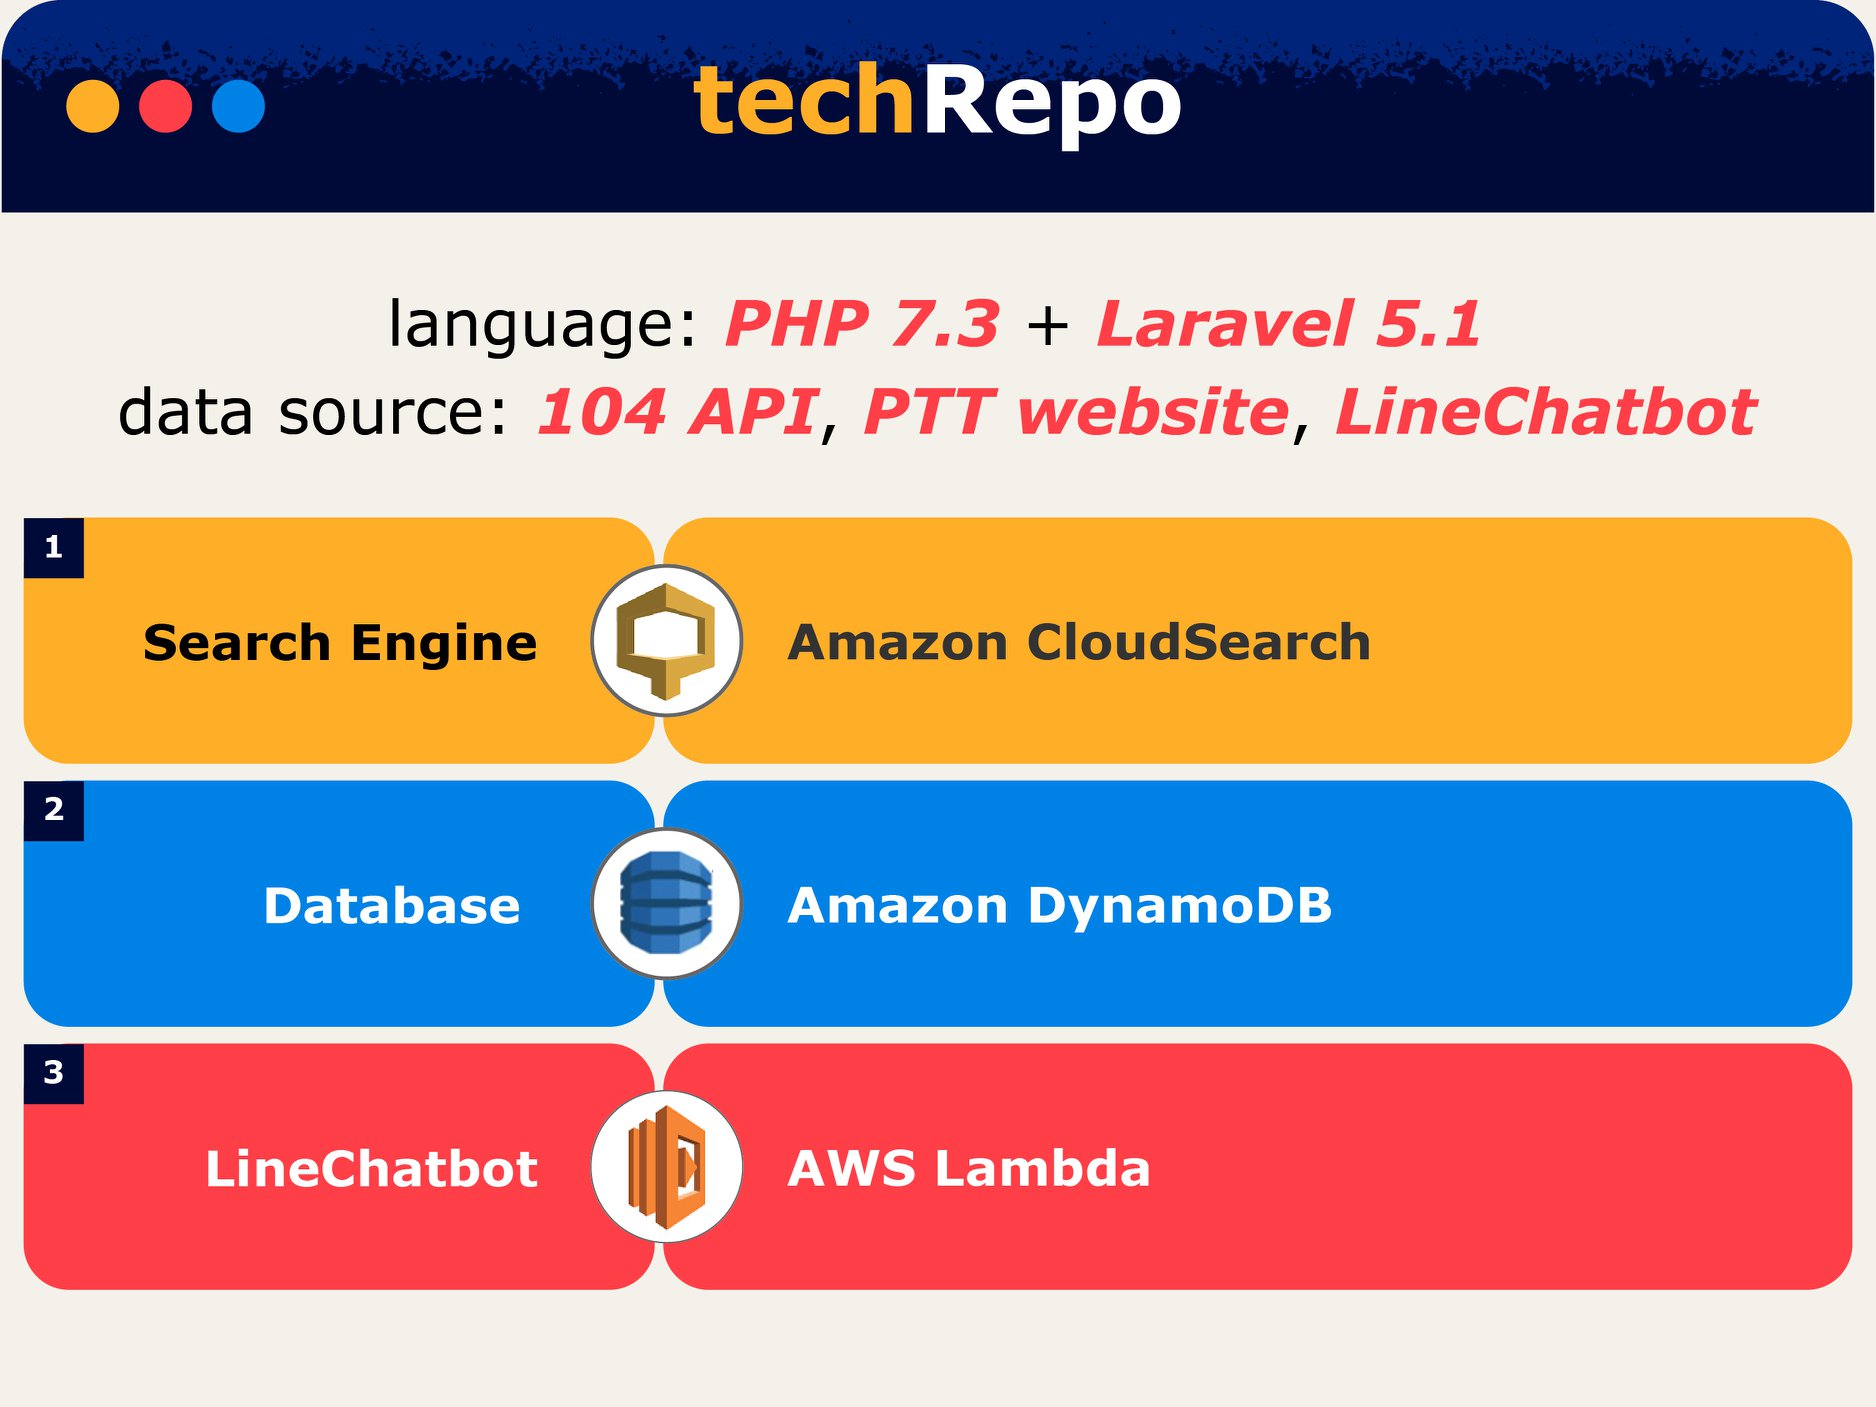 techRepo
language: PHP 7.3 + Laravel 5.1
data source: 104 API, PTT website, LineChatbot
1
Search Engine
Amazon CloudSearch
2
Database
Amazon DynamoDB
3
LineChatbot
AWS Lambda